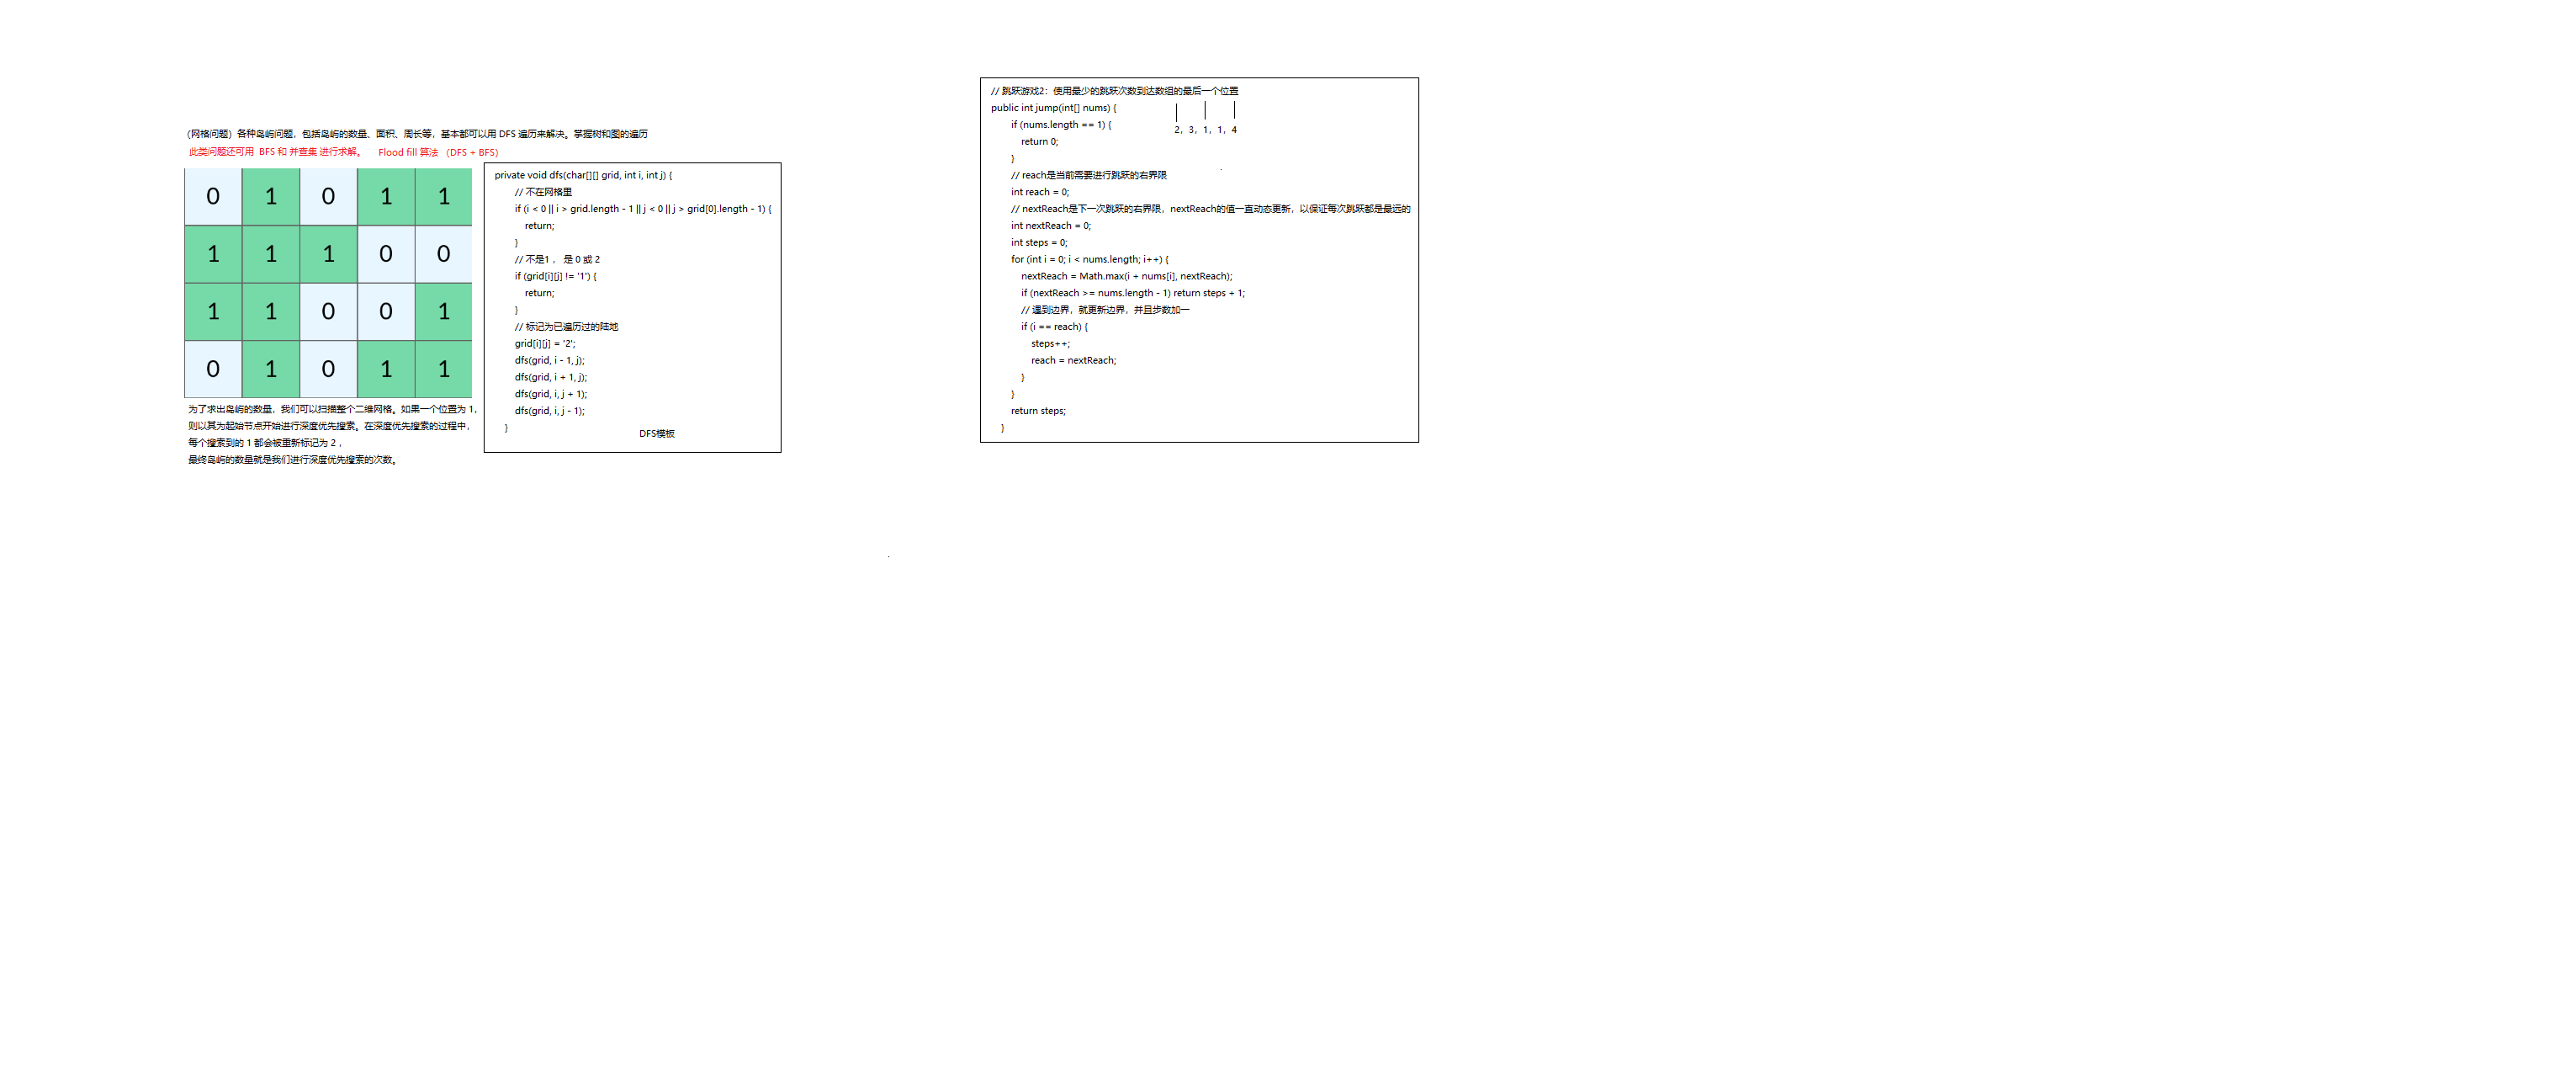 （网格问题）各种岛屿问题，包括岛屿的数量、面积、周长等，基本都可以用 DFS 遍历来解决。掌握树和图的遍历
此类问题还可用 BFS 和 并查集 进行求解。 Flood fill 算法 （DFS + BFS）
0 1 0 1 1
1 1 1 0 0
1 1 0 0 1
0 1 0 1 1
为了求出岛屿的数量，我们可以扫描整个二维网格。如果一个位置为 1，
则以其为起始节点开始进行深度优先搜索。在深度优先搜索的过程中，
每个搜索到的 1 都会被重新标记为 2 ，
最终岛屿的数量就是我们进行深度优先搜索的次数。
private void dfs(char[][] grid, int i, int j) {
// 不在网格里
if (i < 0 || i > grid.length - 1 || j < 0 || j > grid[0].length - 1) {
return;
}
// 不是1 ， 是 0 或 2
if (grid[i][j] != '1') {
return;
}
// 标记为已遍历过的陆地
grid[i][j] = '2';
dfs(grid, i - 1, j);
dfs(grid, i + 1, j);
dfs(grid, i, j + 1);
dfs(grid, i, j - 1);
}
DFS模板
// 跳跃游戏2：使用最少的跳跃次数到达数组的最后一个位置
public int jump(int[] nums) {
2，3，1，1，4
if (nums.length == 1) {
return 0;
}
// reach是当前需要进行跳跃的右界限
int reach = 0;
// nextReach是下一次跳跃的右界限，nextReach的值一直动态更新，以保证每次跳跃都是最远的
int nextReach = 0;
int steps = 0;
for (int i = 0; i < nums.length; i++) {
nextReach = Math.max(i + nums[i], nextReach);
if (nextReach >= nums.length - 1) return steps + 1;
// 遇到边界，就更新边界，并且步数加一
if (i == reach) {
steps++;
reach = nextReach;
}
}
return steps;
}